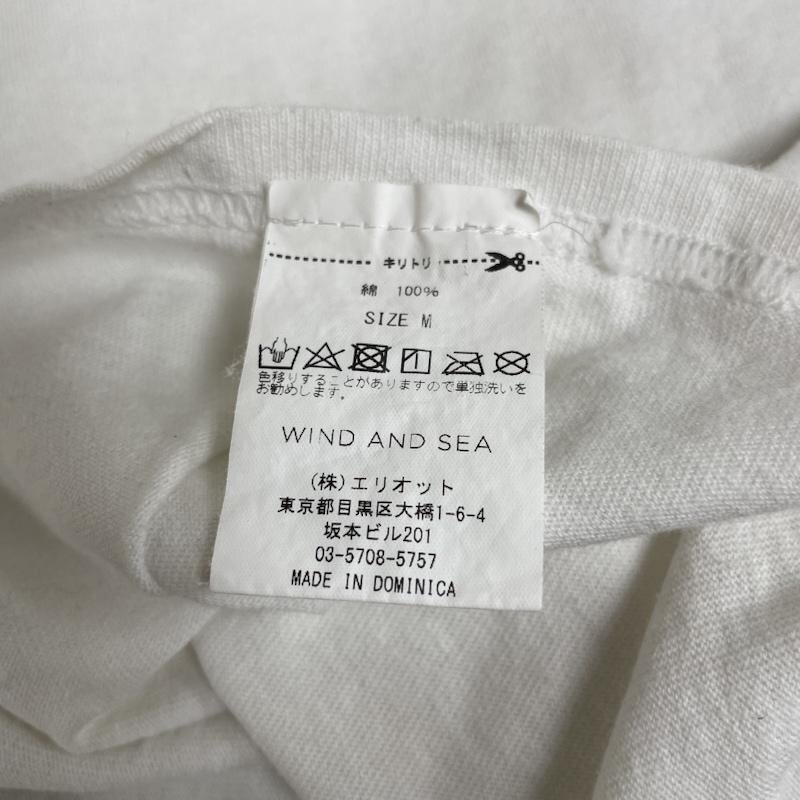 キリトリ
綿 100%
SIZE M
色移りすることがありますので単独洗いを
お勧めします。
WIND AND SEA
(株)エリオット
東京都目黒区大橋1-6-4
坂本ビル201
03-5708-5757
MADE IN DOMINICA